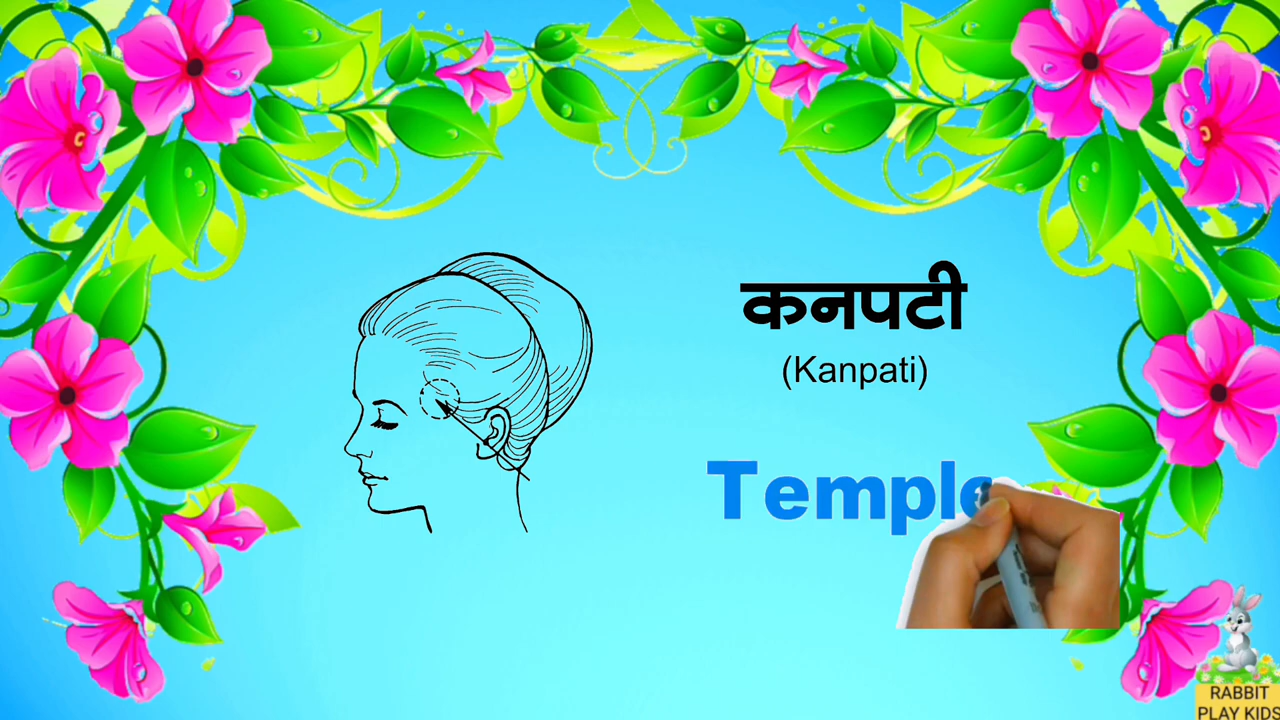 कनपटी
(Kanpati)
Temple
RABBIT
PLAY KIDS